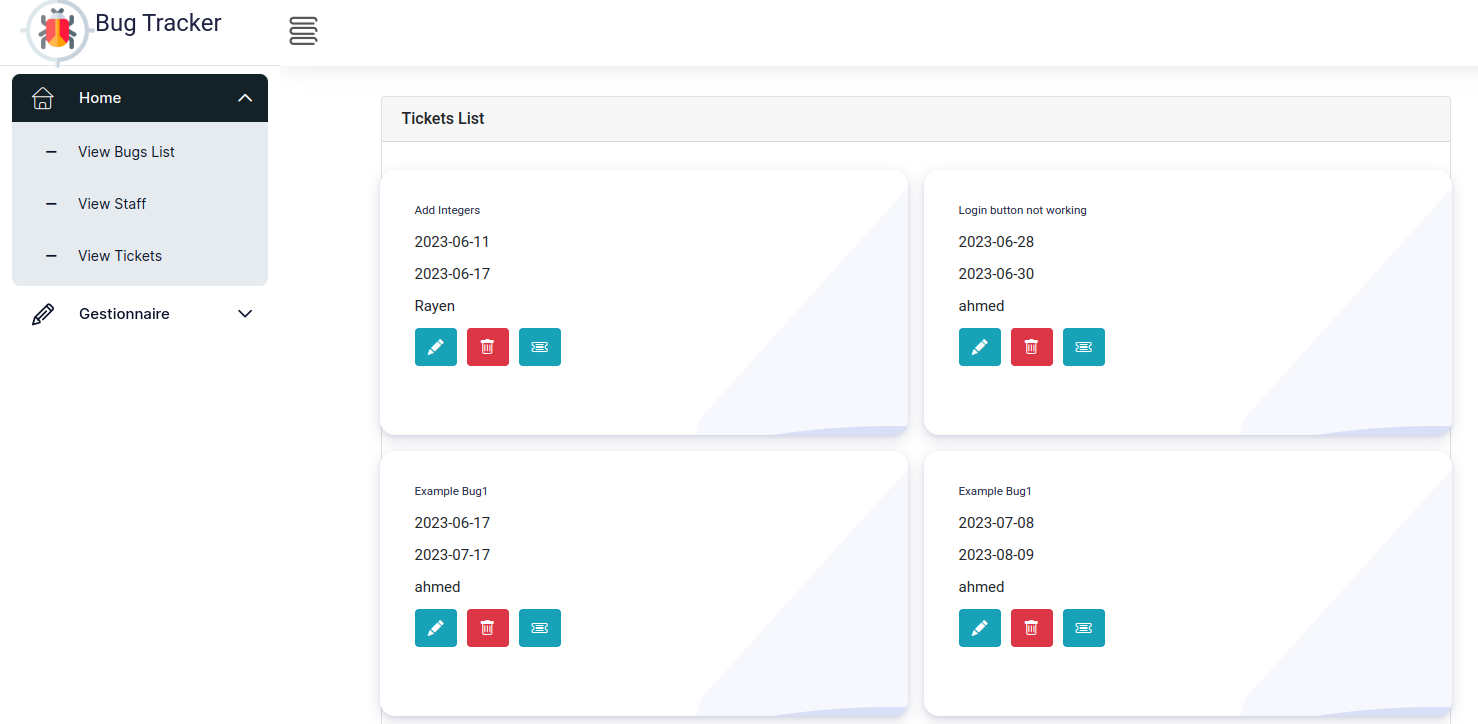 Bug Tracker
Home
View Bugs List
View Staff
View Tickets
Gestionnaire
Tickets List
Add Integers
2023-06-11
2023-06-17
Rayen
Login button not working
2023-06-28
2023-06-30
ahmed
Example Bug1
2023-06-17
2023-07-17
ahmed
Example Bug1
2023-07-08
2023-08-09
ahmed